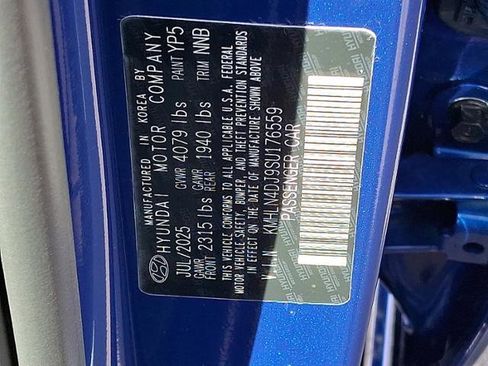 MANUFACTURED IN KOREA BY
HYUNDAI MOTOR COMPANY
JUL/2025 GVWR 4079 lbs PAINT YP5
GAWR FRONT 2315 lbs GAWR REAR 1940 lbs TRIM NNB
THIS VEHICLE CONFORMS TO ALL APPLICABLE U.S.A. FEDERAL
MOTOR VEHICLE-SAFETY, BUMPER, AND THEFT PREVENTION STANDARDS
IN EFFECT ON THE DATE OF MANUFACTURE SHOWN ABOVE.
V.I.N : KMHLN4DJ9SU176559
PASSENGER CAR
HYUNDAI